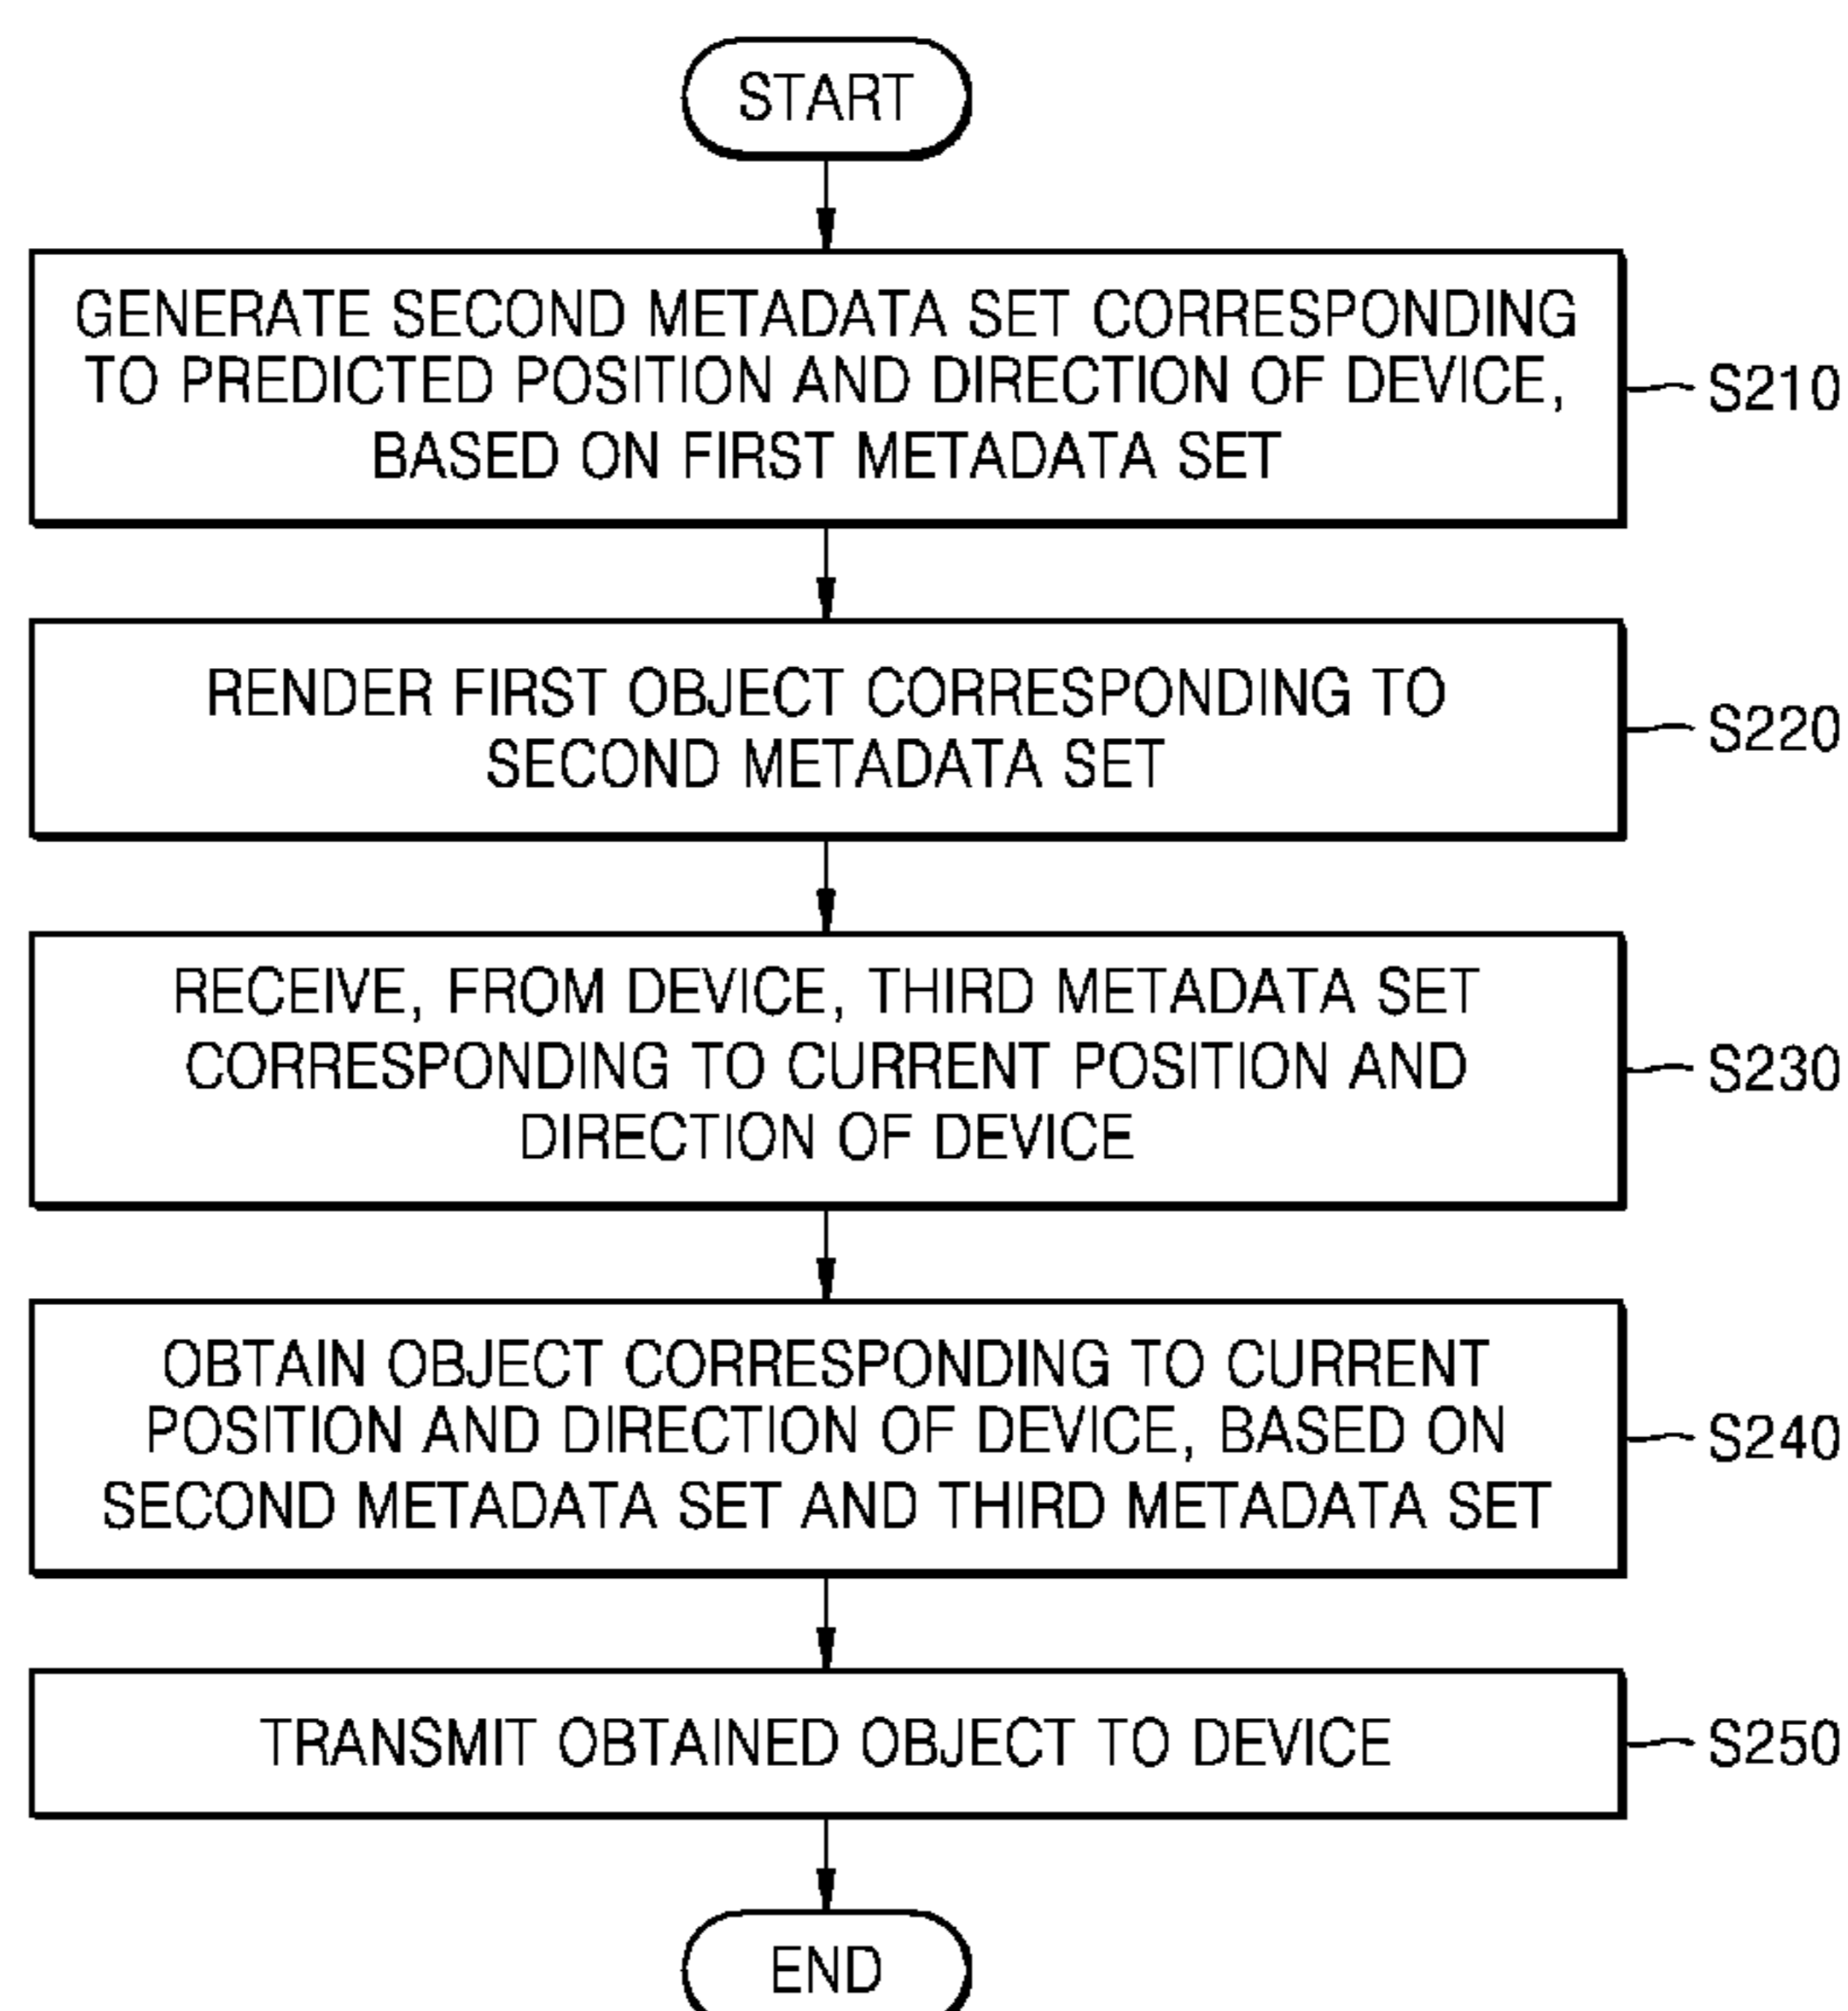 START
GENERATE SECOND METADATA SET CORRESPONDING
TO PREDICTED POSITION AND DIRECTION OF DEVICE,
BASED ON FIRST METADATA SET
S210
RENDER FIRST OBJECT CORRESPONDING TO
SECOND METADATA SET
S220
RECEIVE, FROM DEVICE, THIRD METADATA SET
CORRESPONDING TO CURRENT POSITION AND
DIRECTION OF DEVICE
S230
OBTAIN OBJECT CORRESPONDING TO CURRENT
POSITION AND DIRECTION OF DEVICE, BASED ON
SECOND METADATA SET AND THIRD METADATA SET
S240
TRANSMIT OBTAINED OBJECT TO DEVICE
S250
END